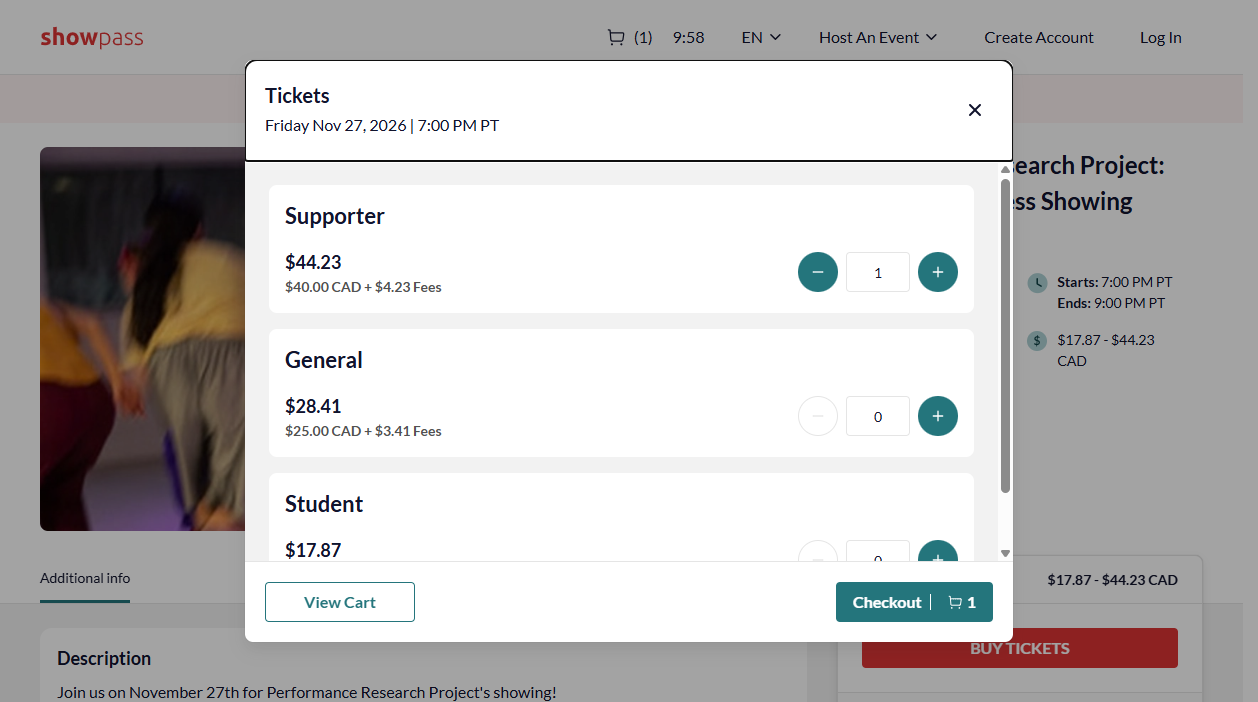 showpass
(1)
9:58
EN
Host An Event
Create Account
Log In
Tickets
Friday Nov 27, 2026 | 7:00 PM PT
earch Project:
ss Showing
Supporter
$44.23
$40.00 CAD + $4.23 Fees
1
Starts: 7:00 PM PT
Ends: 9:00 PM PT
$17.87 - $44.23
CAD
General
$28.41
$25.00 CAD + $3.41 Fees
0
Student
$17.87
0
Additional info
View Cart
Checkout | 1
$17.87 - $44.23 CAD
BUY TICKETS
Description
Join us on November 27th for Performance Research Project's showing!